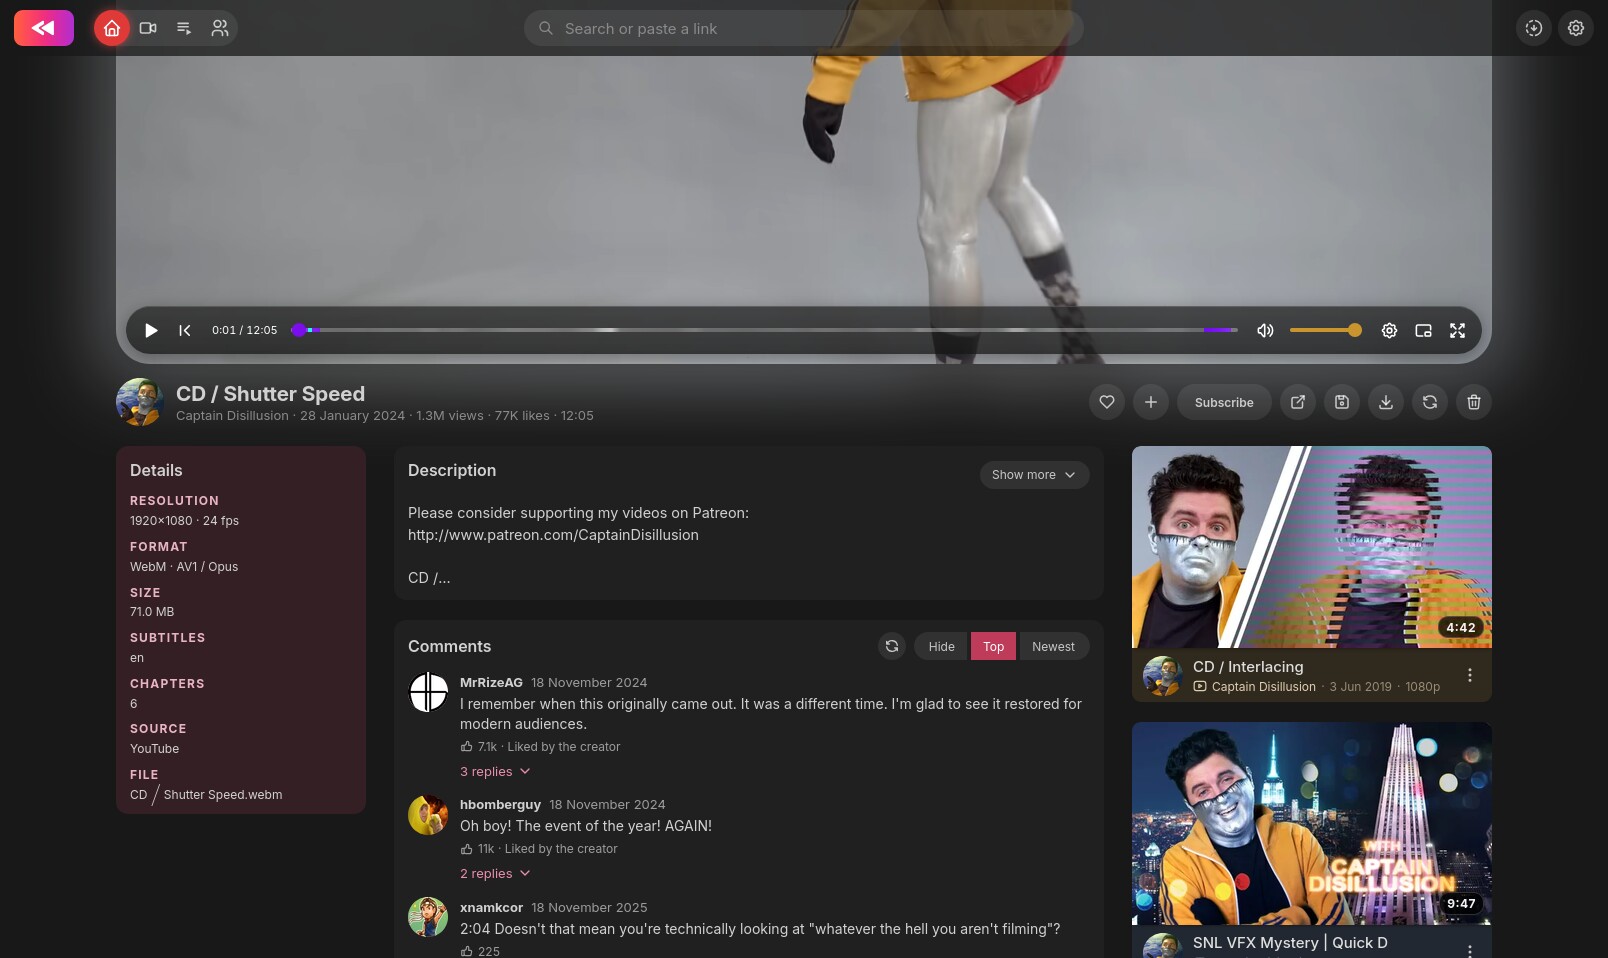 Search or paste a link
0:01 / 12:05
CD / Shutter Speed
Captain Disillusion · 28 January 2024 · 1.3M views · 77K likes · 12:05
Subscribe
Details
RESOLUTION
1920×1080 · 24 fps
FORMAT
WebM · AV1 / Opus
SIZE
71.0 MB
SUBTITLES
en
CHAPTERS
6
SOURCE
YouTube
FILE
CD ⧸ Shutter Speed.webm
Description
Show more
Please consider supporting my videos on Patreon:
http://www.patreon.com/CaptainDisillusion
CD /...
Comments
Hide
Top
Newest
MrRizeAG 18 November 2024
I remember when this originally came out. It was a different time. I'm glad to see it restored for
modern audiences.
7.1k · Liked by the creator
3 replies
hbomberguy 18 November 2024
Oh boy! The event of the year! AGAIN!
11k · Liked by the creator
2 replies
xnamkcor 18 November 2025
2:04 Doesn't that mean you're technically looking at "whatever the hell you aren't filming"?
225
4:42
CD / Interlacing
Captain Disillusion · 3 Jun 2019 · 1080p
WITH
CAPTAIN
DISILLUSION
9:47
SNL VFX Mystery | Quick D